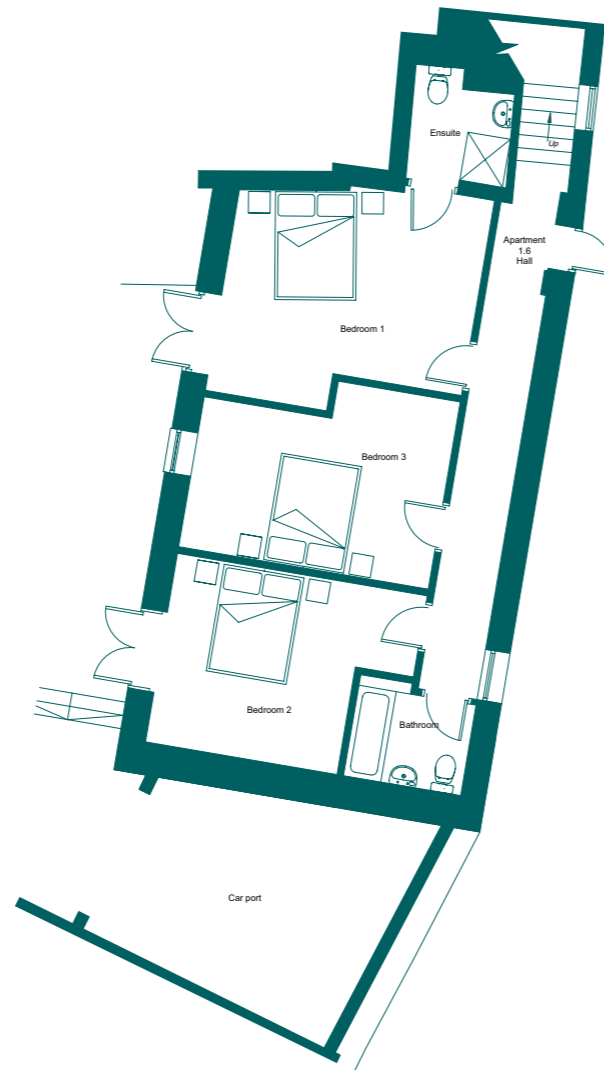 Ensuite
Up
Apartment
1.6
Hall
Bedroom 1
Bedroom 3
Bedroom 2
Bathroom
Car port